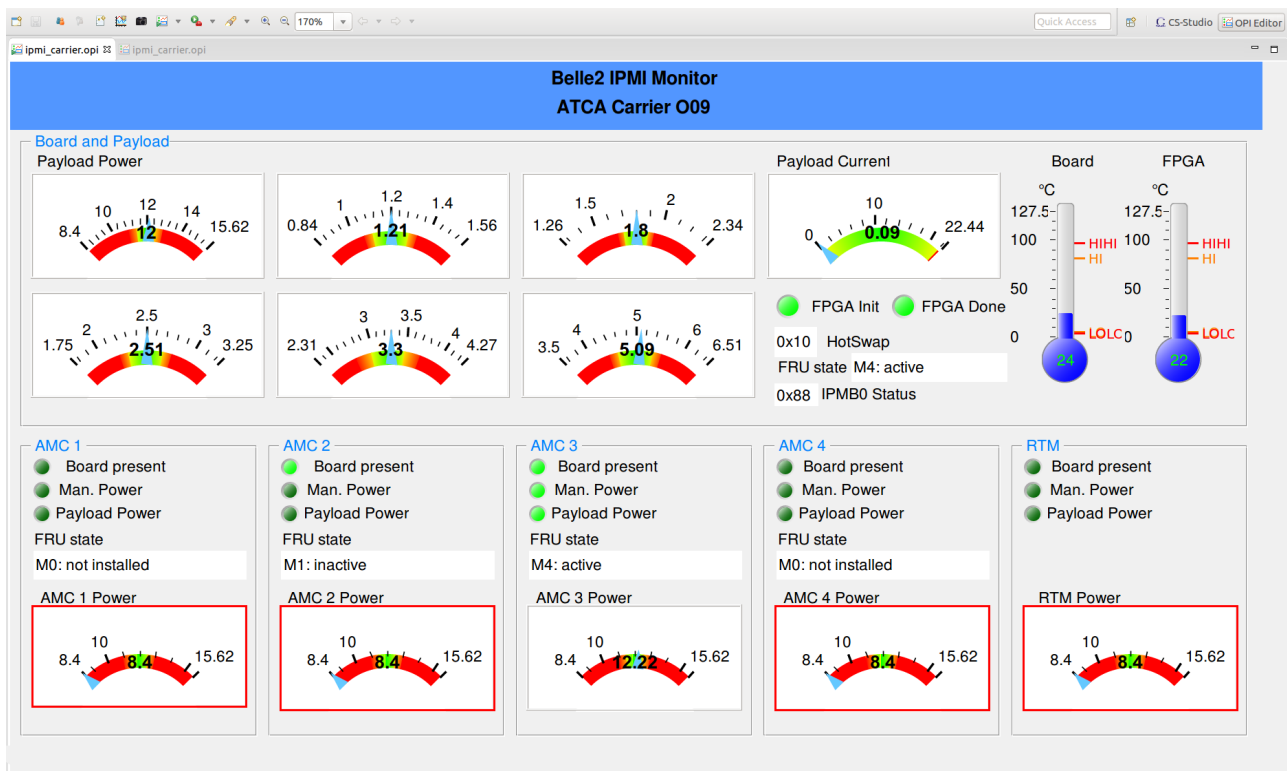 170%
Quick Access
CS-Studio
OPI Editor
ipmi_carrier.opi
ipmi_carrier.opi
Belle2 IPMI Monitor
ATCA Carrier O09
Board and Payload
Payload Power
8.4 10 12 14 15.62
12
0.84 1 1.2 1.4 1.56
1.21
1.26 1.5 2 2.34
1.8
1.75 2 2.5 3 3.25
2.51
2.31 3 3.5 4 4.27
3.3
3.5 4 5 6 6.51
5.09
Payload Current
0 10 22.44
0.09
FPGA Init FPGA Done
0x10 HotSwap
FRU state M4: active
0x88 IPMB0 Status
Board
°C
127.5
100
50
0
HIHI
HI
LOLC
24
FPGA
°C
127.5
100
50
0
HIHI
HI
LOLC
22
AMC 1
Board present
Man. Power
Payload Power
FRU state
M0: not installed
AMC 1 Power
8.4 10 15.62
8.4
AMC 2
Board present
Man. Power
Payload Power
FRU state
M1: inactive
AMC 2 Power
8.4 10 15.62
8.4
AMC 3
Board present
Man. Power
Payload Power
FRU state
M4: active
AMC 3 Power
8.4 10 15.62
12.22
AMC 4
Board present
Man. Power
Payload Power
FRU state
M0: not installed
AMC 4 Power
8.4 10 15.62
8.4
RTM
Board present
Man. Power
Payload Power
RTM Power
8.4 10 15.62
8.4